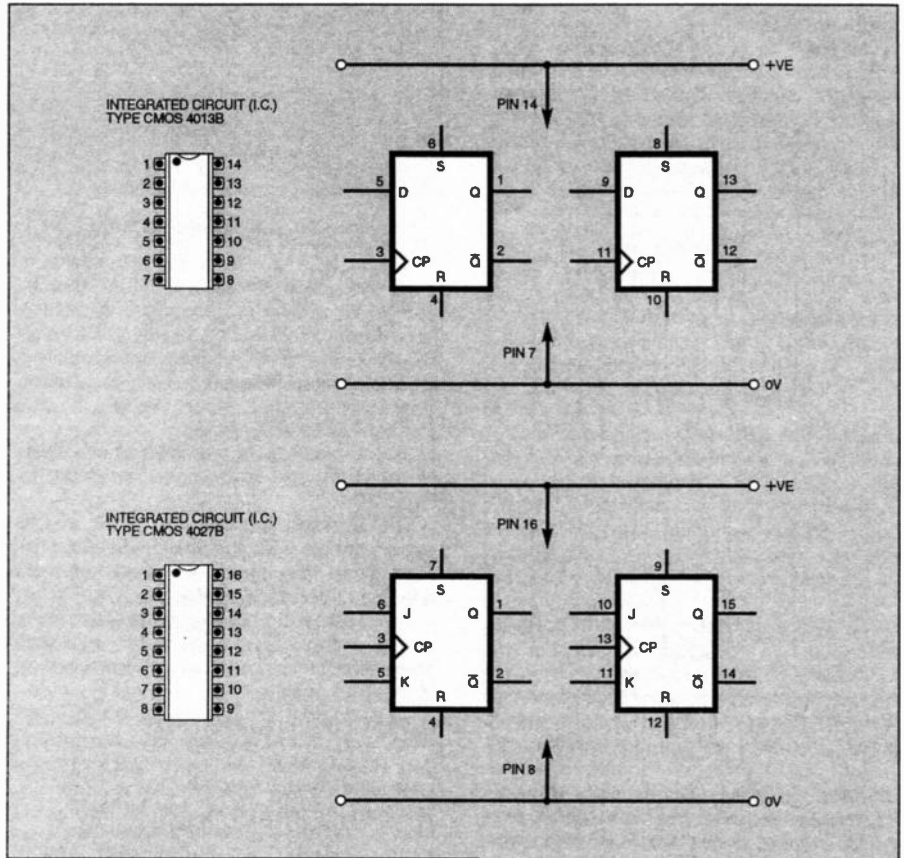 +VE
PIN 14
INTEGRATED CIRCUIT (I.C.)
TYPE CMOS 4013B
1 14
2 13
3 12
4 11
5 10
6 9
7 8
6 8
S S
5 D Q 1 9 D Q 13
3 CP Q̅ 2 11 CP Q̅ 12
R R
4 10
PIN 7
0V
+VE
PIN 16
INTEGRATED CIRCUIT (I.C.)
TYPE CMOS 4027B
1 16
2 15
3 14
4 13
5 12
6 11
7 10
8 9
7 9
S S
6 J Q 1 10 J Q 15
3 CP 13 CP
5 K Q̅ 2 11 K Q̅ 14
R R
4 12
PIN 8
0V